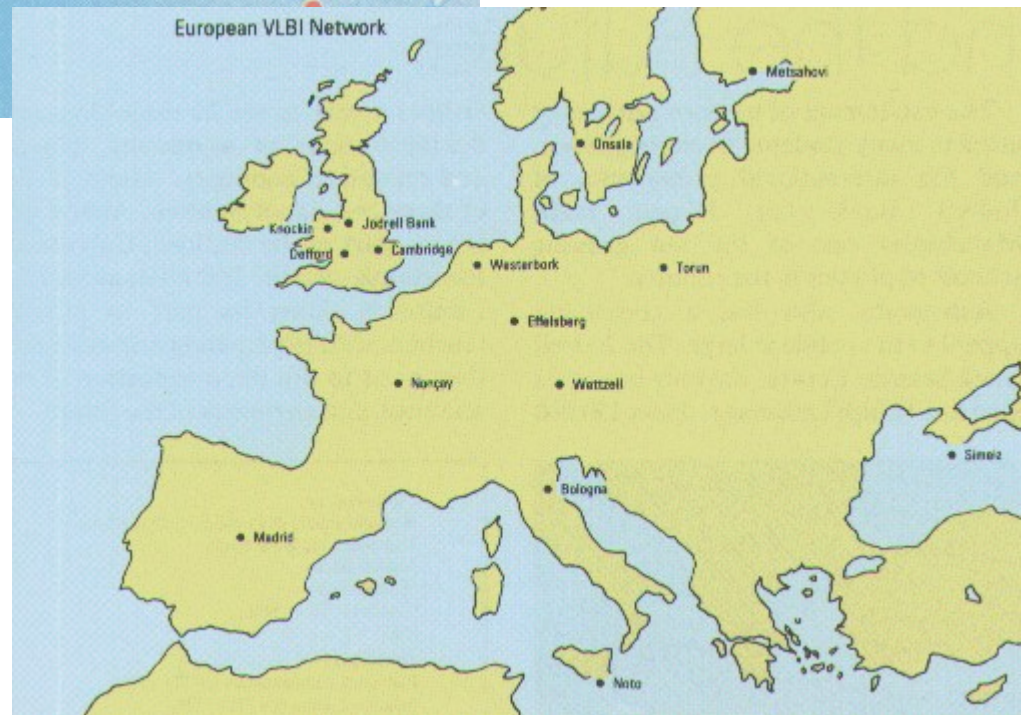 European VLBI Network
Metsahovi
Onsala
Knockin
Jodrell Bank
Defford
Cambridge
Westerbork
Torun
Effelsberg
Nançay
Wettzell
Simeiz
Bologna
Madrid
Noto